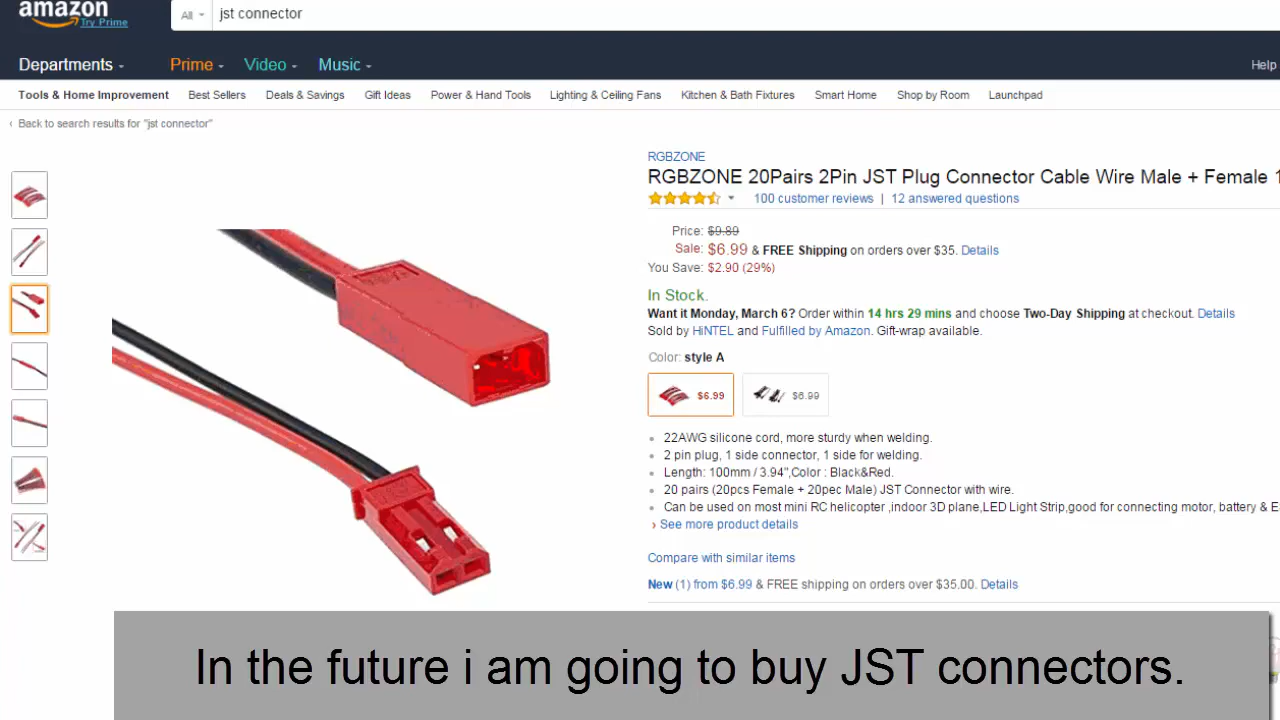 amazon
Try Prime
All
jst connector
Departments
Prime
Video
Music
Help
Tools & Home Improvement
Best Sellers
Deals & Savings
Gift Ideas
Power & Hand Tools
Lighting & Ceiling Fans
Kitchen & Bath Fixtures
Smart Home
Shop by Room
Launchpad
‹ Back to search results for "jst connector"
RGBZONE
RGBZONE 20Pairs 2Pin JST Plug Connector Cable Wire Male + Female 1
100 customer reviews | 12 answered questions
Price: $9.89
Sale: $6.99 & FREE Shipping on orders over $35. Details
You Save: $2.90 (29%)
In Stock.
Want it Monday, March 6? Order within 14 hrs 29 mins and choose Two-Day Shipping at checkout. Details
Sold by HiNTEL and Fulfilled by Amazon. Gift-wrap available.
Color: style A
$6.99
$6.99
22AWG silicone cord, more sturdy when welding.
2 pin plug, 1 side connector, 1 side for welding.
Length: 100mm / 3.94",Color : Black&Red.
20 pairs (20pcs Female + 20pec Male) JST Connector with wire.
Can be used on most mini RC helicopter ,indoor 3D plane,LED Light Strip,good for connecting motor, battery & E
› See more product details
Compare with similar items
New (1) from $6.99 & FREE shipping on orders over $35.00. Details
In the future i am going to buy JST connectors.